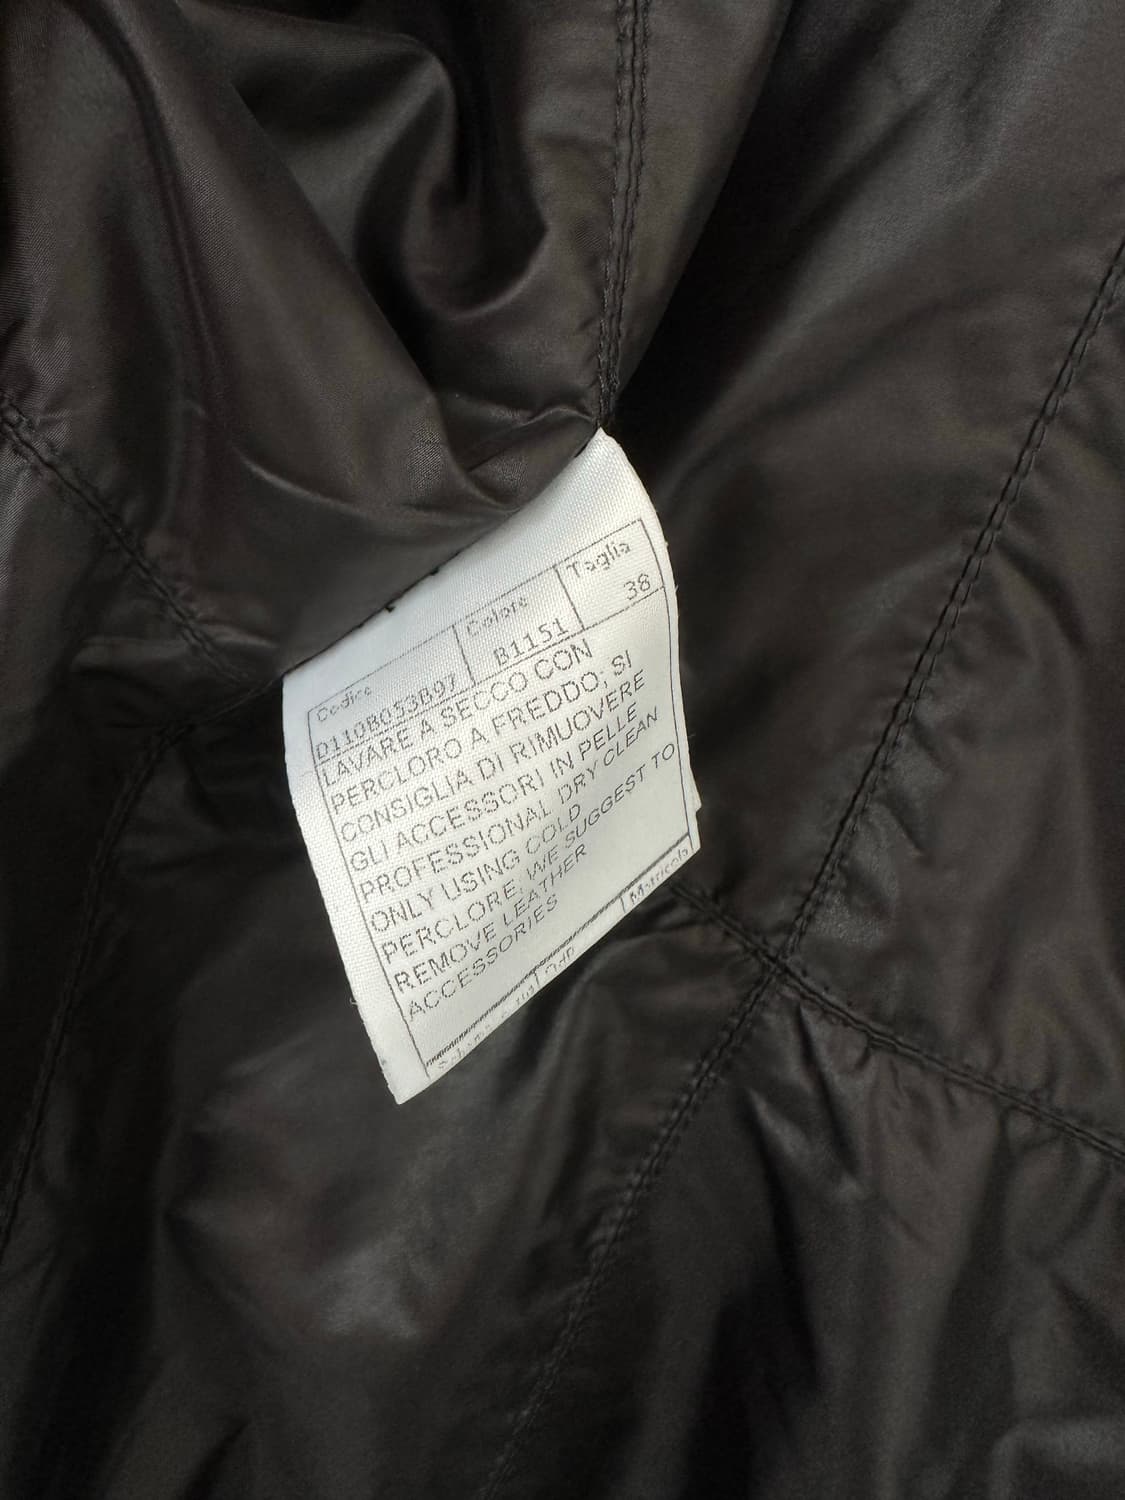 Codice Colore Taglia
D110B053B97 B1151 38
LAVARE A SECCO CON
PERCLORO A FREDDO; SI
CONSIGLIA DI RIMUOVERE
GLI ACCESSORI IN PELLE
PROFESSIONAL DRY CLEAN
ONLY USING COLD
PERCLORE; WE SUGGEST TO
REMOVE LEATHER
ACCESSORIES
Matricola